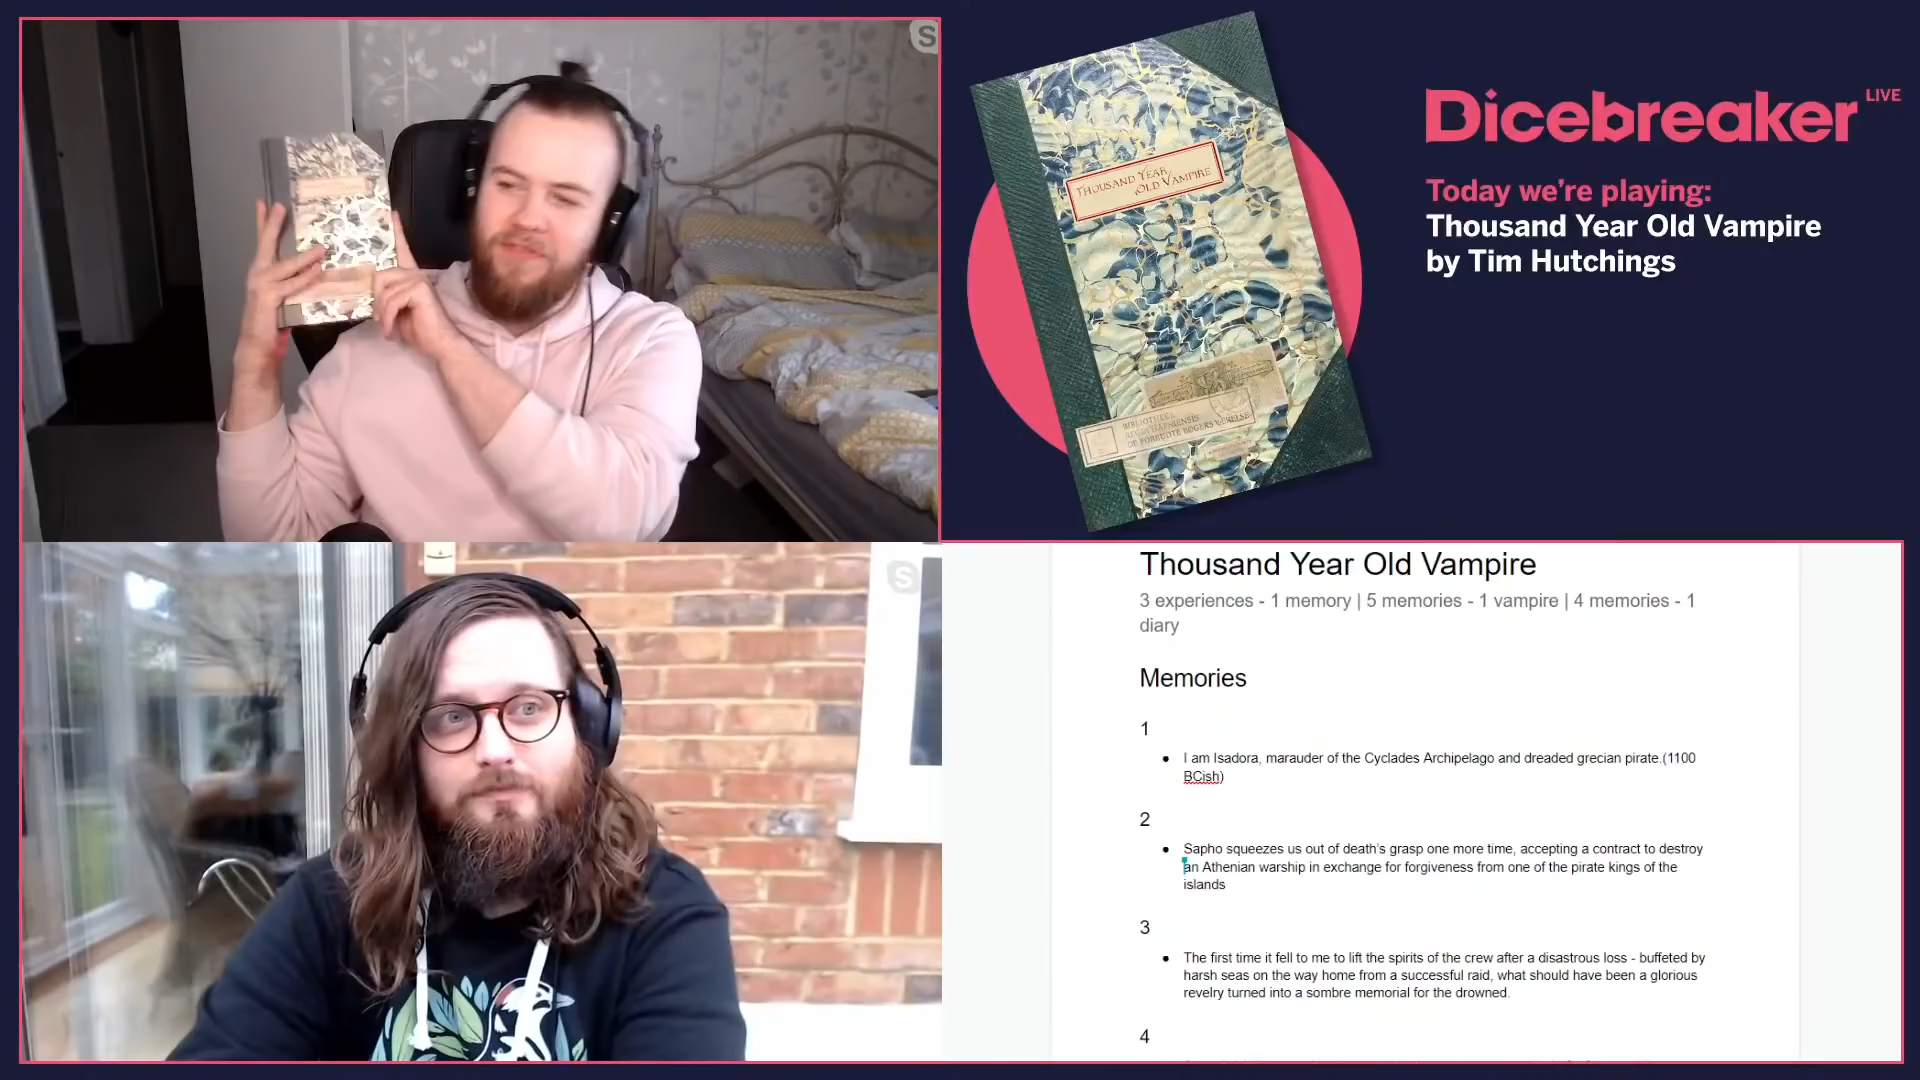 Dicebreaker LIVE
Today we're playing:
Thousand Year Old Vampire
by Tim Hutchings
THOUSAND YEAR
OLD VAMPIRE
BIBLIOTHECA
OF FORBUDTE BOGERS VÆRELSE
S
S
Thousand Year Old Vampire
3 experiences - 1 memory | 5 memories - 1 vampire | 4 memories - 1
diary
Memories
1
● I am Isadora, marauder of the Cyclades Archipelago and dreaded grecian pirate.(1100
BCish)
2
● Sapho squeezes us out of death's grasp one more time, accepting a contract to destroy
an Athenian warship in exchange for forgiveness from one of the pirate kings of the
islands
3
● The first time it fell to me to lift the spirits of the crew after a disastrous loss - buffeted by
harsh seas on the way home from a successful raid, what should have been a glorious
revelry turned into a sombre memorial for the drowned.
4